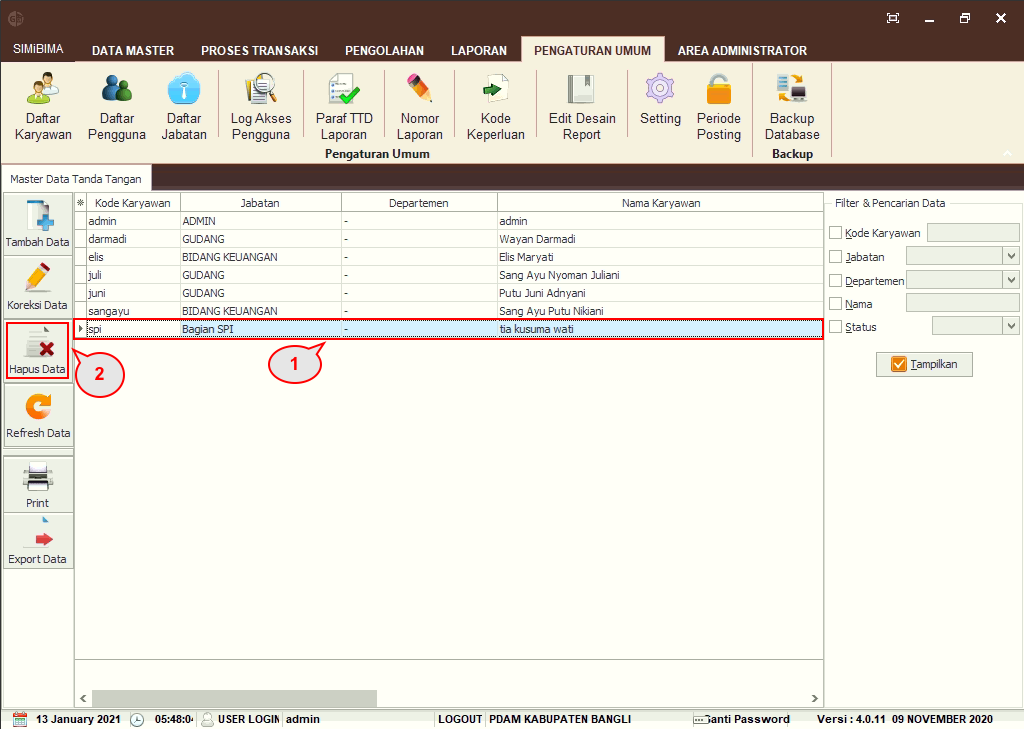 SIMiBIMA
DATA MASTER PROSES TRANSAKSI PENGOLAHAN LAPORAN PENGATURAN UMUM AREA ADMINISTRATOR
Daftar Karyawan
Daftar Pengguna
Daftar Jabatan
Log Akses Pengguna
Paraf TTD Laporan
Nomor Laporan
Kode Keperluan
Edit Desain Report
Setting
Periode Posting
Backup Database
Pengaturan Umum
Backup
Master Data Tanda Tangan
Tambah Data
Koreksi Data
Hapus Data
Refresh Data
Print
Export Data
Kode Karyawan Jabatan Departemen Nama Karyawan
admin ADMIN - admin
darmadi GUDANG - Wayan Darmadi
elis BIDANG KEUANGAN - Elis Maryati
juli GUDANG - Sang Ayu Nyoman Juliani
juni GUDANG - Putu Juni Adnyani
sangayu BIDANG KEUANGAN - Sang Ayu Putu Nikiani
spi Bagian SPI - tia kusuma wati
1
2
Filter & Pencarian Data
Kode Karyawan
Jabatan
Departemen
Nama
Status
Tampilkan
13 January 2021 05:48:04 USER LOGIN admin LOGOUT PDAM KABUPATEN BANGLI Ganti Password Versi : 4.0.11 09 NOVEMBER 2020